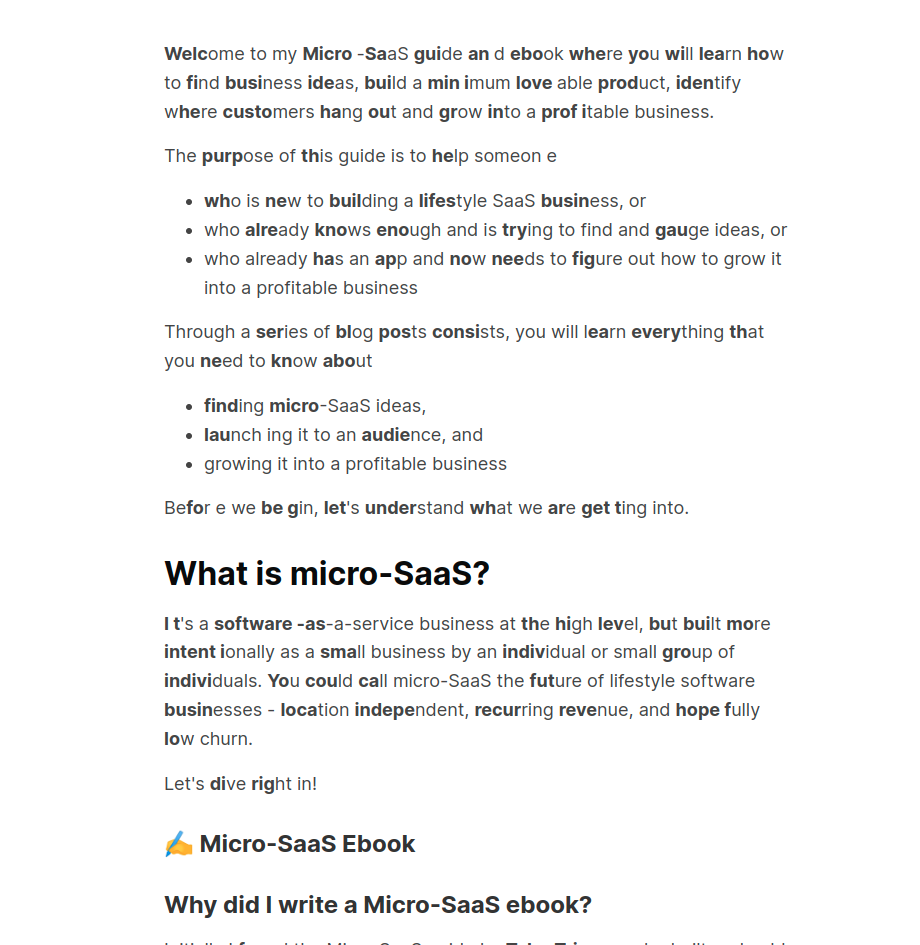 Welcome to my Micro -SaaS guide an d ebook where you will learn how
to find business ideas, build a min imum love able product, identify
where customers hang out and grow into a prof itable business.
The purpose of this guide is to help someon e
• who is new to building a lifestyle SaaS business, or
• who already knows enough and is trying to find and gauge ideas, or
• who already has an app and now needs to figure out how to grow it
into a profitable business
Through a series of blog posts consists, you will learn everything that
you need to know about
• finding micro-SaaS ideas,
• launch ing it to an audience, and
• growing it into a profitable business
Befor e we be gin, let's understand what we are get ting into.
What is micro-SaaS?
I t's a software -as-a-service business at the high level, but built more
intent ionally as a small business by an individual or small group of
individuals. You could call micro-SaaS the future of lifestyle software
businesses - location independent, recurring revenue, and hope fully
low churn.
Let's dive right in!
✍️ Micro-SaaS Ebook
Why did I write a Micro-SaaS ebook?